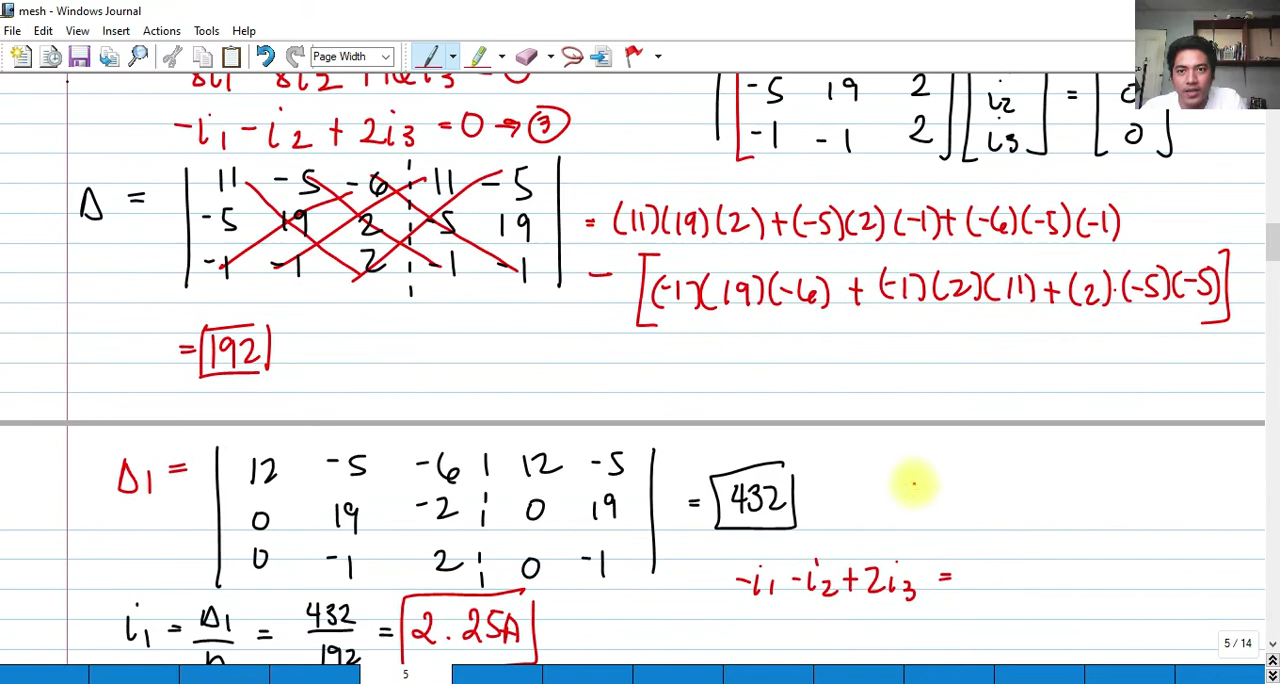 mesh - Windows Journal
File Edit View Insert Actions Tools Help
Page Width
-i1 - i2 + 2i3 = 0 → 3
-5 19 2 i2 = 0
-1 -1 2 i3 0
Δ = 11 -5 -6 11 -5
-5 19 2 -5 19
-1 -1 2 -1 -1
= (11)(19)(2)+(-5)(2)(-1)+(-6)(-5)(-1)
- [(-1)(19)(-6) + (-1)(2)(11)+(2).(-5)(-5)]
= 192
Δ1 = 12 -5 -6 12 -5
0 19 -2 0 19
0 -1 2 0 -1
= 432
-i1 - i2 + 2i3 =
i1 = Δ1 = 432 = 2.25A
192
5 / 14
5